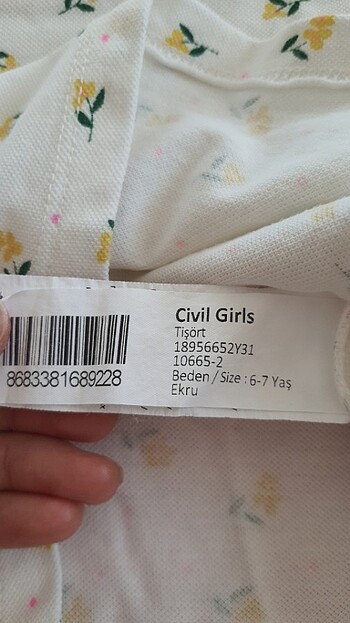 Civil Girls
Tişört
18956652Y31
10665-2
Beden / Size : 6-7 Yaş
Ekru
8683381689228